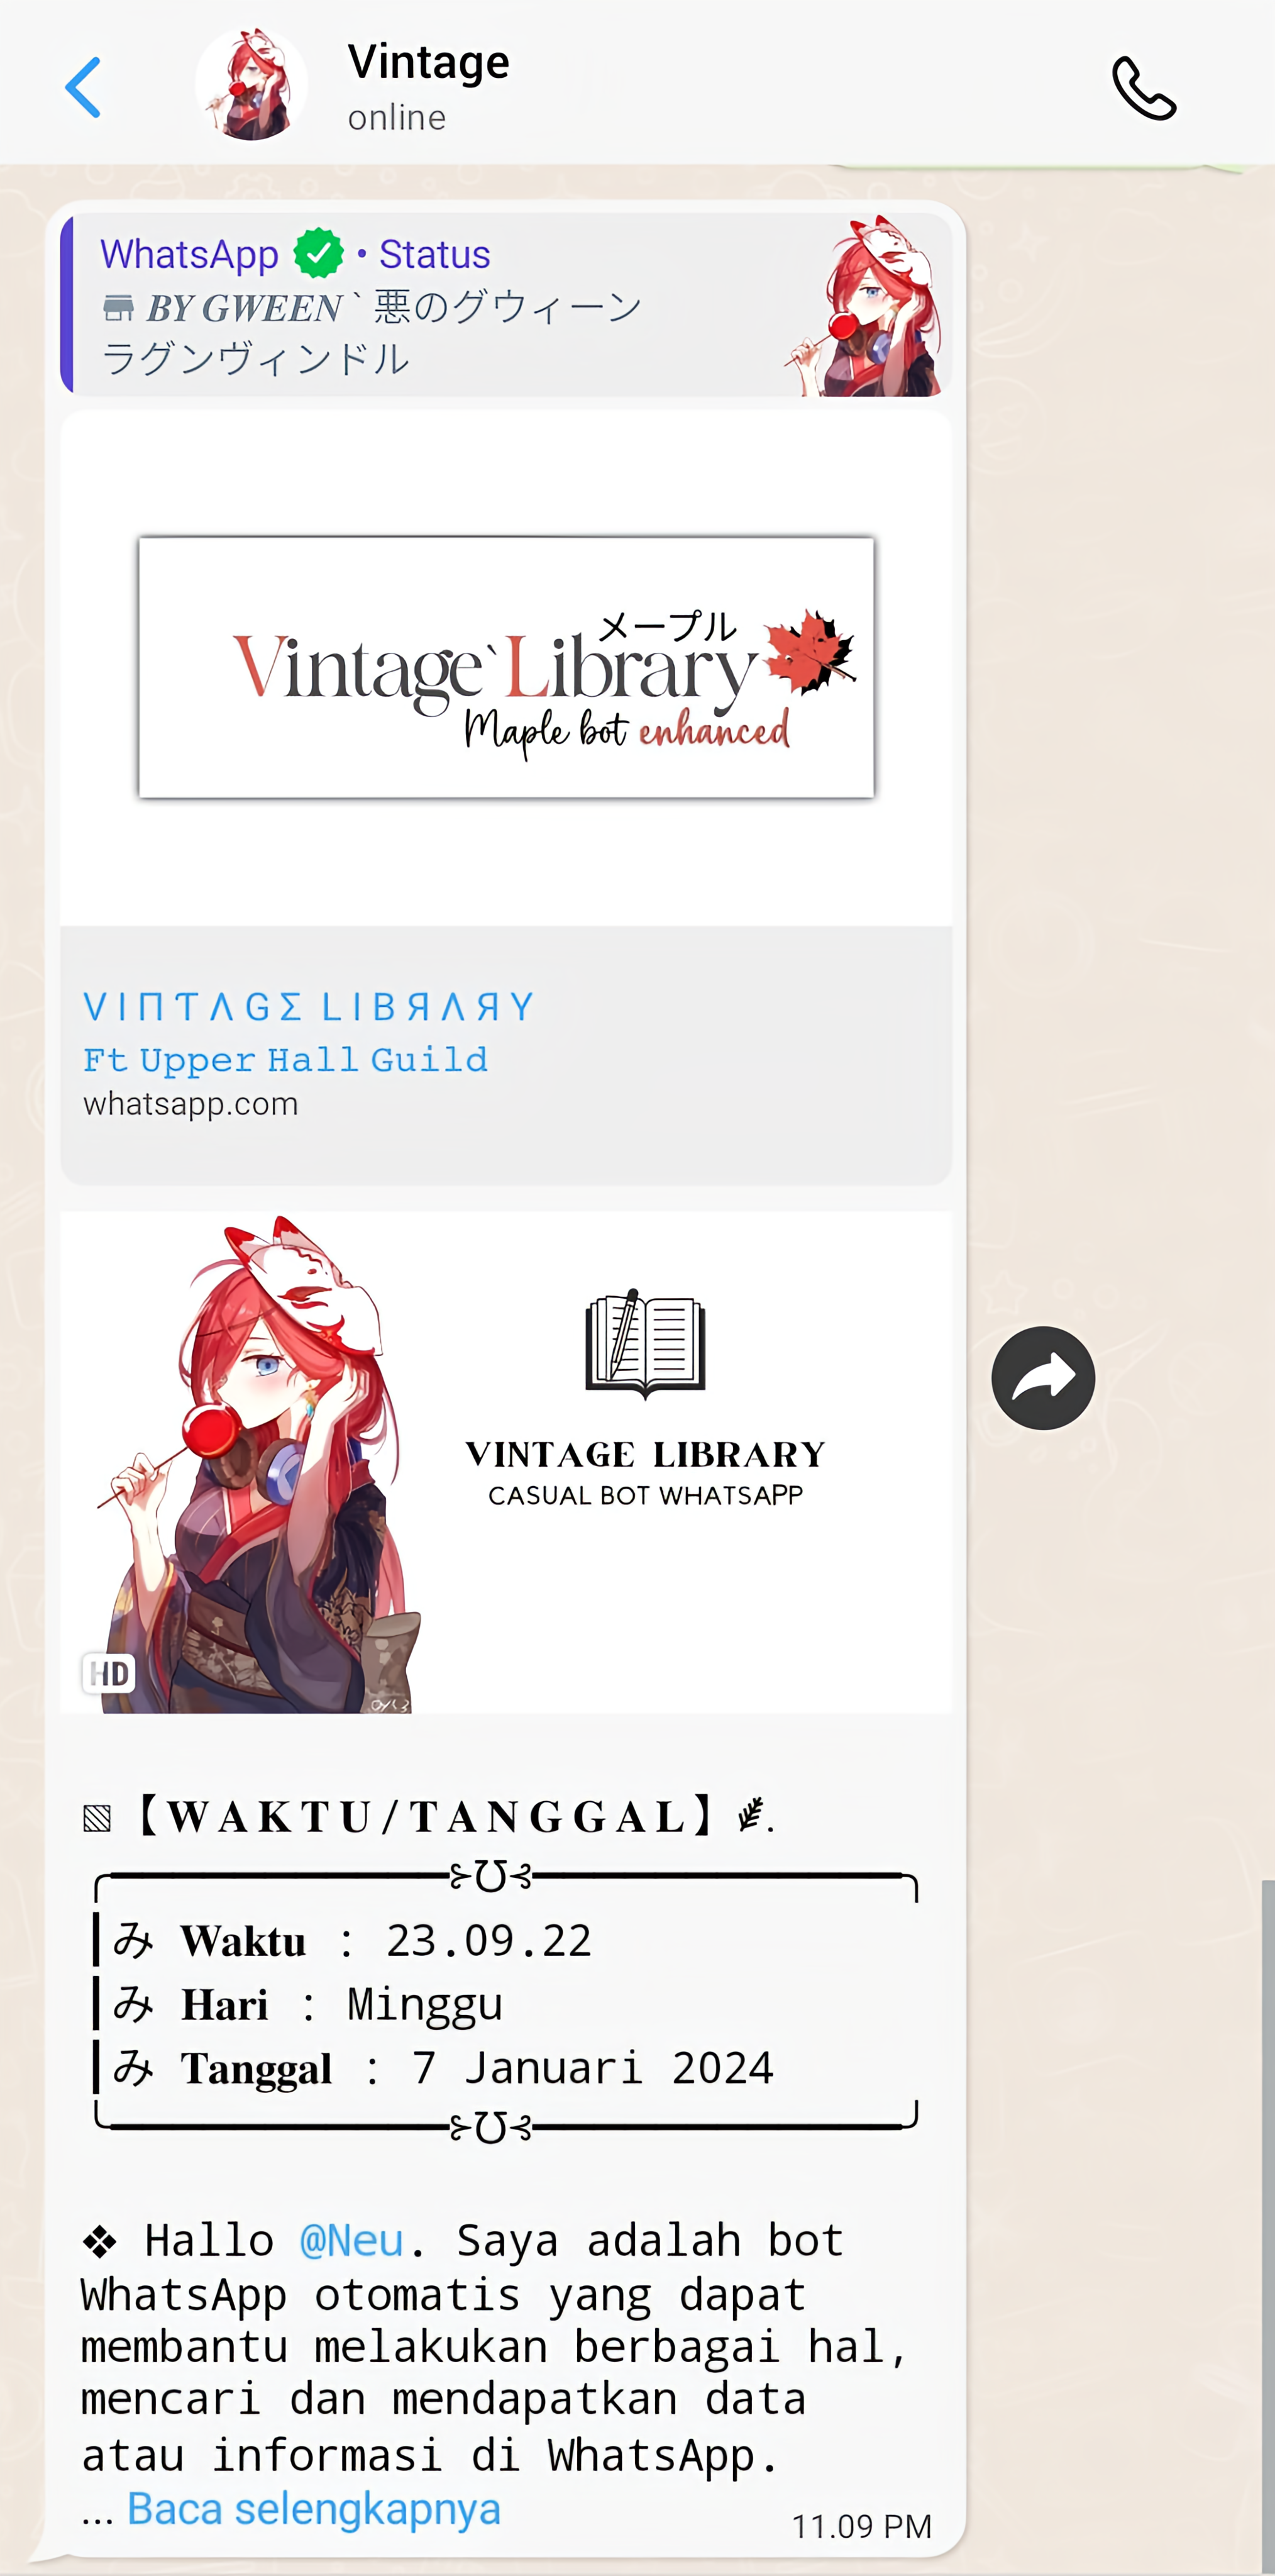 Vintage
online
WhatsApp • Status
BY GWEEN ` 悪のグウィーン
ラグンヴィンドル
メープル
Vintage`Library
Maple bot enhanced
VIПƬΛGΣ LIBЯΛЯY
𝙵𝚝 𝚄𝚙𝚙𝚎𝚛 𝙷𝚊𝚕𝚕 𝙶𝚞𝚒𝚕𝚍
whatsapp.com
VINTAGE LIBRARY
CASUAL BOT WHATSAPP
HD
▧ 【 W A K T U / T A N G G A L 】.
⊱℧⊰
┃み Waktu : 23.09.22
┃み Hari : Minggu
┃み Tanggal : 7 Januari 2024
⊱℧⊰
❖ Hallo @Neu. Saya adalah bot
WhatsApp otomatis yang dapat
membantu melakukan berbagai hal,
mencari dan mendapatkan data
atau informasi di WhatsApp.
... Baca selengkapnya
11.09 PM